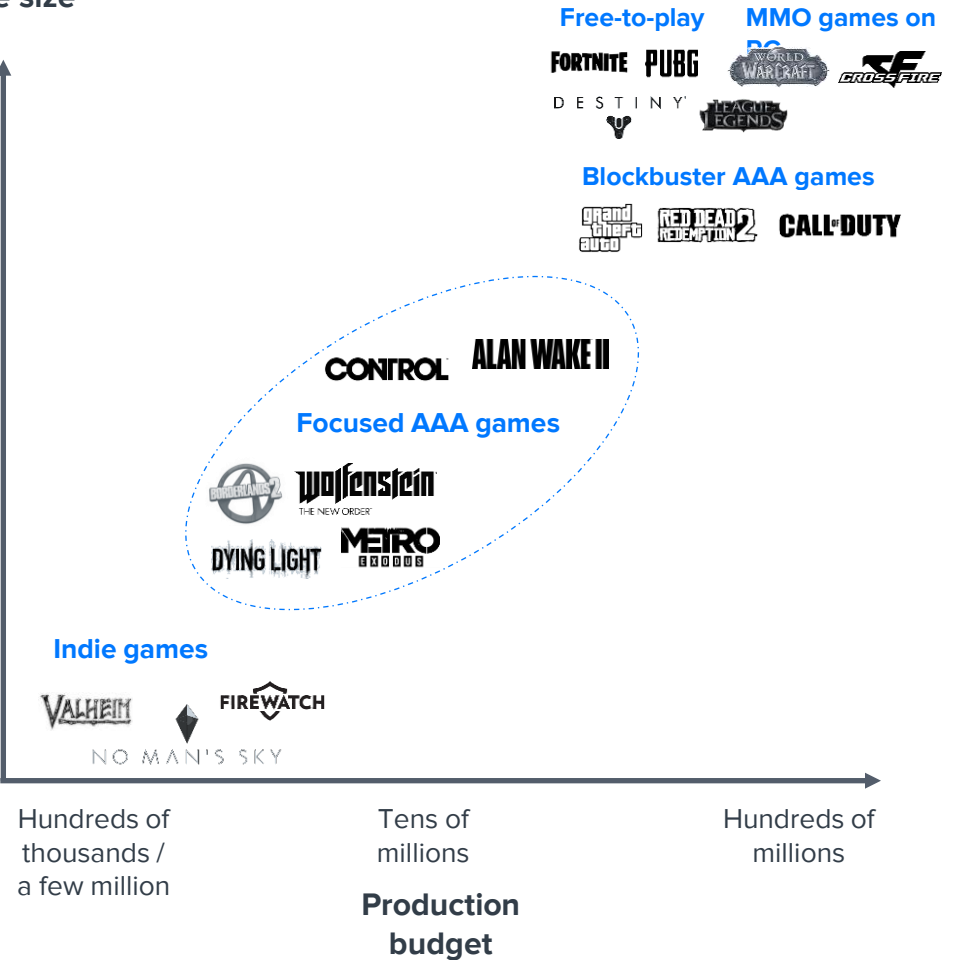 e size
Free-to-play MMO games on
PC
FORTNITE PUBG WORLD WARCRAFT CF CROSSFIRE
DESTINY LEAGUE OF LEGENDS
Blockbuster AAA games
grand theft auto RED DEAD REDEMPTION 2 CALL OF DUTY
CONTROL ALAN WAKE II
Focused AAA games
BORDERLANDS 2 Wolfenstein
THE NEW ORDER
DYING LIGHT METRO
EXODUS
Indie games
VALHEIM FIREWATCH
NO MAN'S SKY
Hundreds of Tens of Hundreds of
thousands / millions millions
a few million
Production
budget